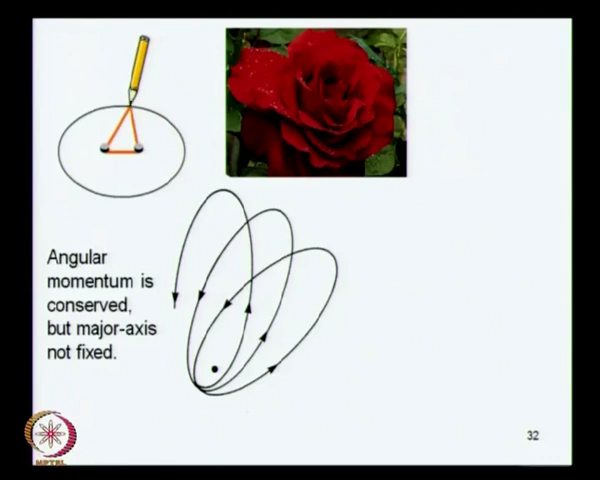 Angular
momentum is
conserved,
but major-axis
not fixed.
32
NPTEL